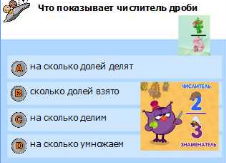 Что показывает числитель дроби
A на сколько долей делят
B сколько долей взято
C на сколько делим
D на сколько умножаем
ЧИСЛИТЕЛЬ
2
3
ЗНАМЕНАТЕЛЬ